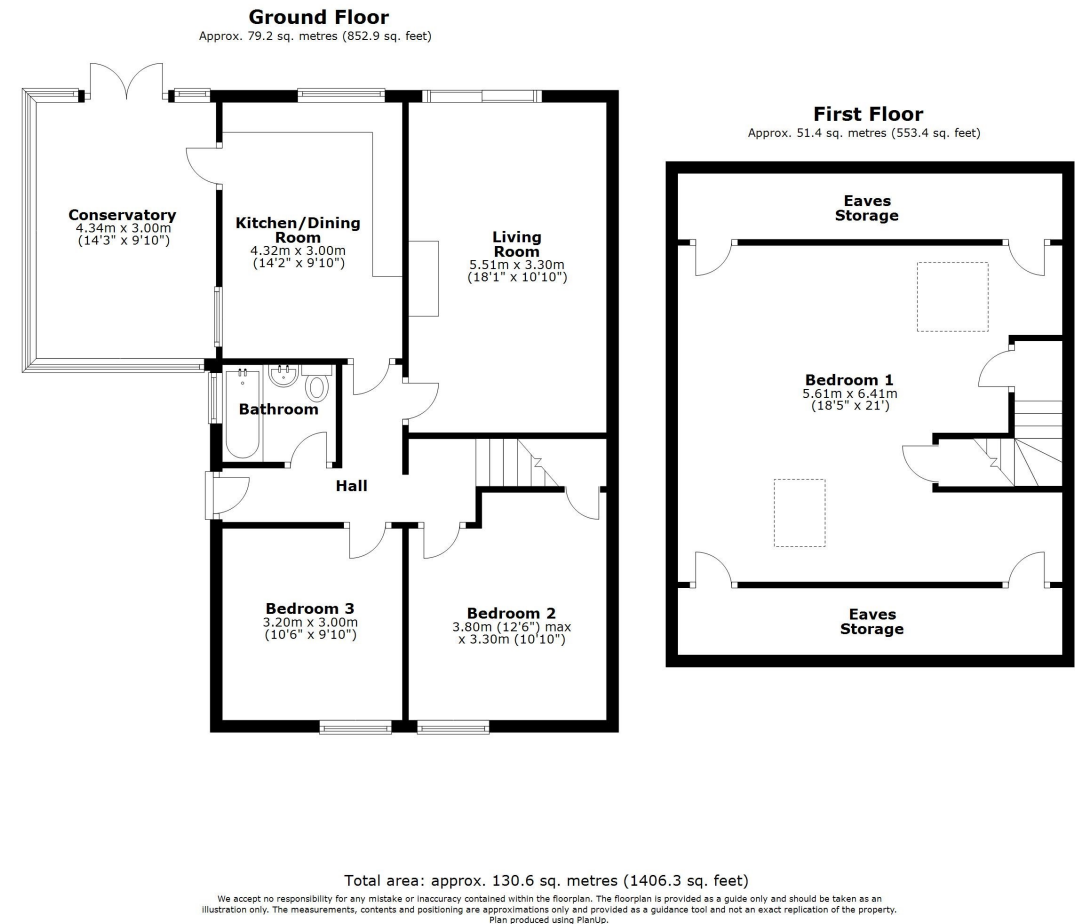 Ground Floor
Approx. 79.2 sq. metres (852.9 sq. feet)
First Floor
Approx. 51.4 sq. metres (553.4 sq. feet)
Conservatory
4.34m x 3.00m
(14'3" x 9'10")
Kitchen/Dining
Room
4.32m x 3.00m
(14'2" x 9'10")
Living
Room
5.51m x 3.30m
(18'1" x 10'10")
Bathroom
Hall
Bedroom 3
3.20m x 3.00m
(10'6" x 9'10")
Bedroom 2
3.80m (12'6") max
x 3.30m (10'10")
Eaves
Storage
Bedroom 1
5.61m x 6.41m
(18'5" x 21')
Eaves
Storage
Total area: approx. 130.6 sq. metres (1406.3 sq. feet)
We accept no responsibility for any mistake or inaccuracy contained within the floorplan. The floorplan is provided as a guide only and should be taken as an
illustration only. The measurements, contents and positioning are approximations only and provided as a guidance tool and not an exact replication of the property.
Plan produced using PlanUp.